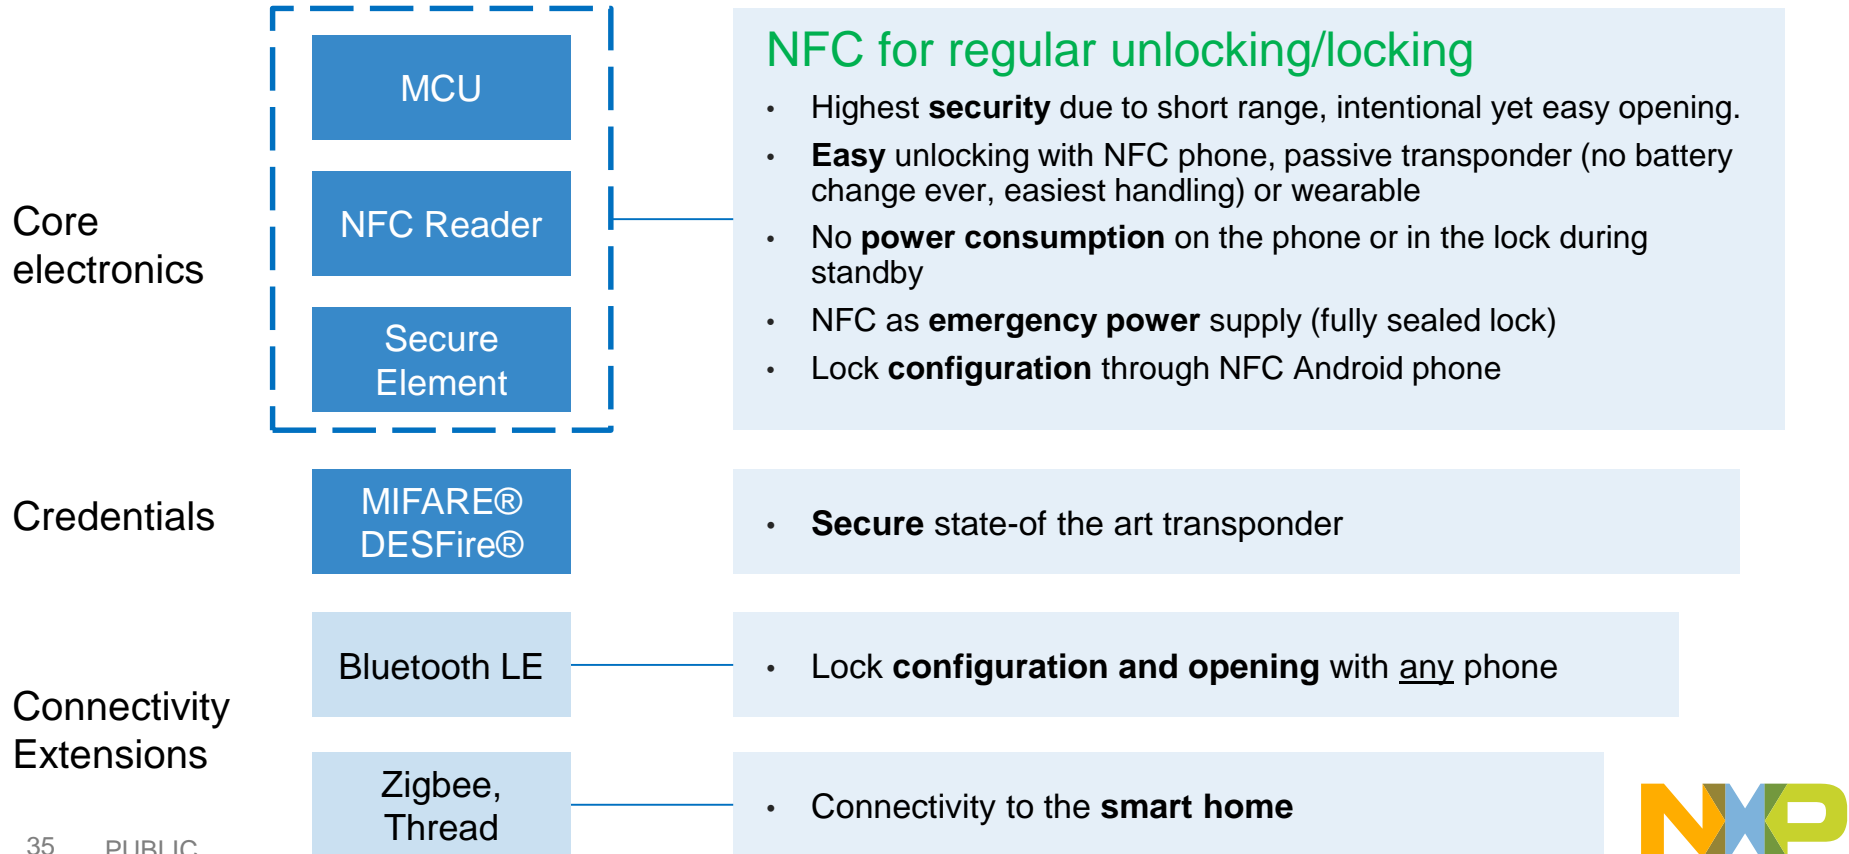 MCU
NFC Reader
Secure
Element
Core
electronics
NFC for regular unlocking/locking
• Highest security due to short range, intentional yet easy opening.
• Easy unlocking with NFC phone, passive transponder (no battery
change ever, easiest handling) or wearable
• No power consumption on the phone or in the lock during
standby
• NFC as emergency power supply (fully sealed lock)
• Lock configuration through NFC Android phone
Credentials
MIFARE®
DESFire®
• Secure state-of the art transponder
Connectivity
Extensions
Bluetooth LE
• Lock configuration and opening with any phone
Zigbee,
Thread
• Connectivity to the smart home
35 PUBLIC
NXP